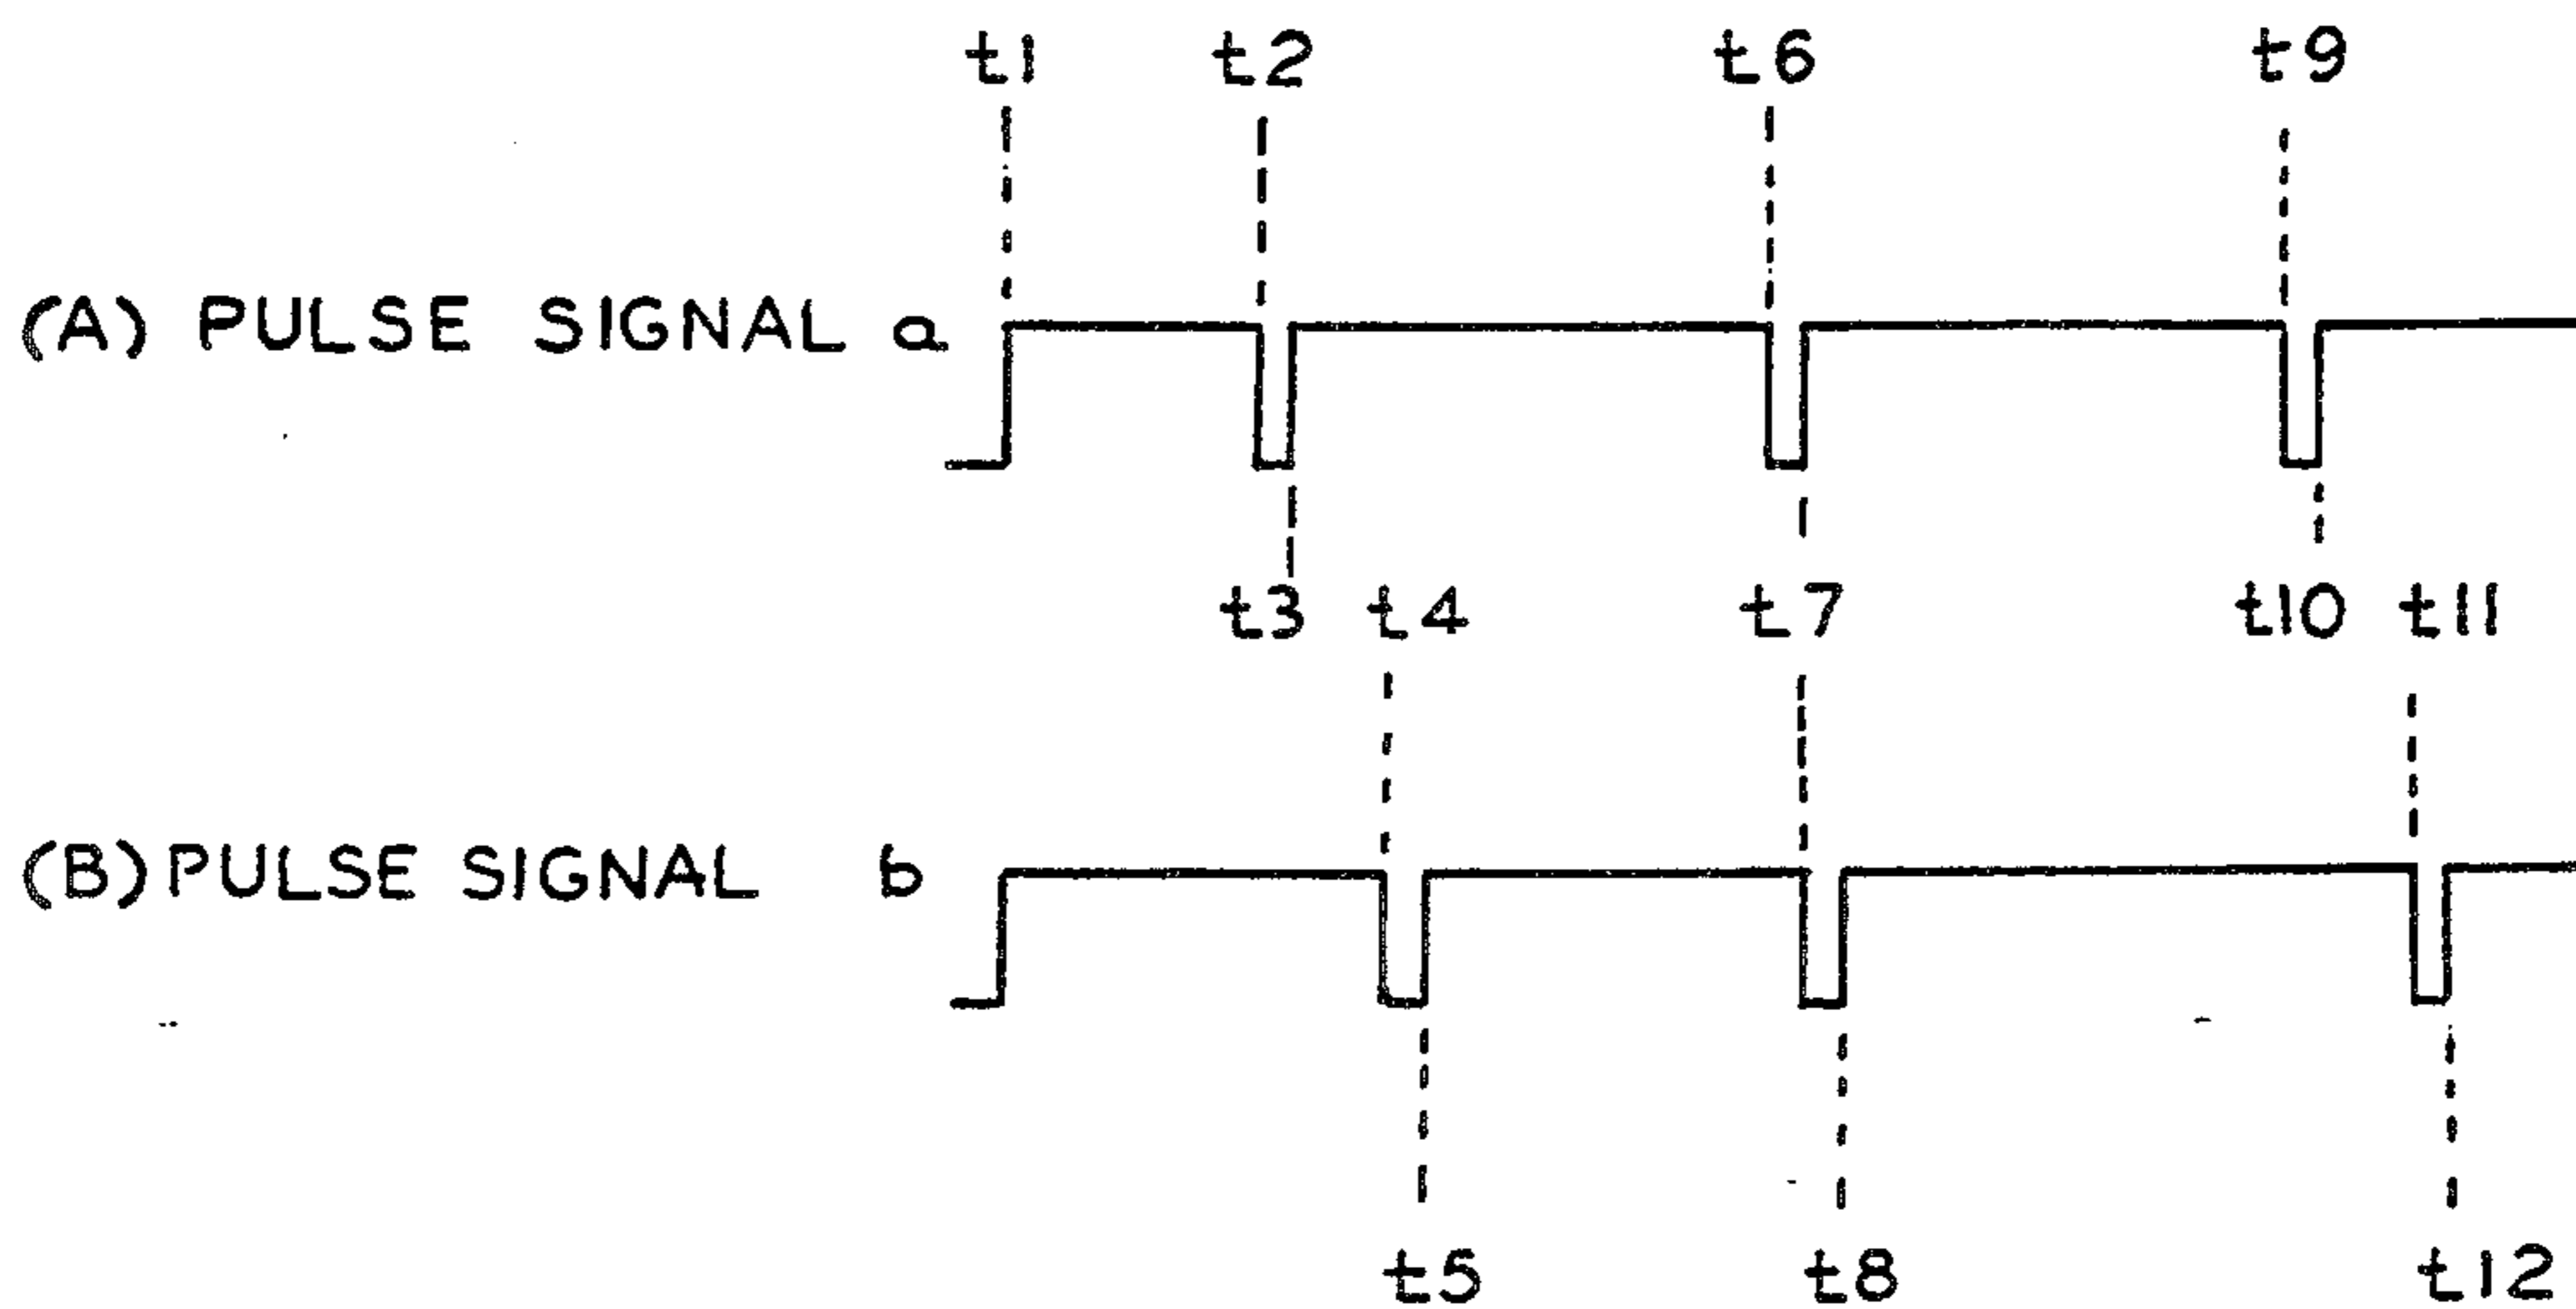 t1 t2 t6 t9
(A) PULSE SIGNAL a
t3 t4 t7 t10 t11
(B) PULSE SIGNAL b
t5 t8 t12